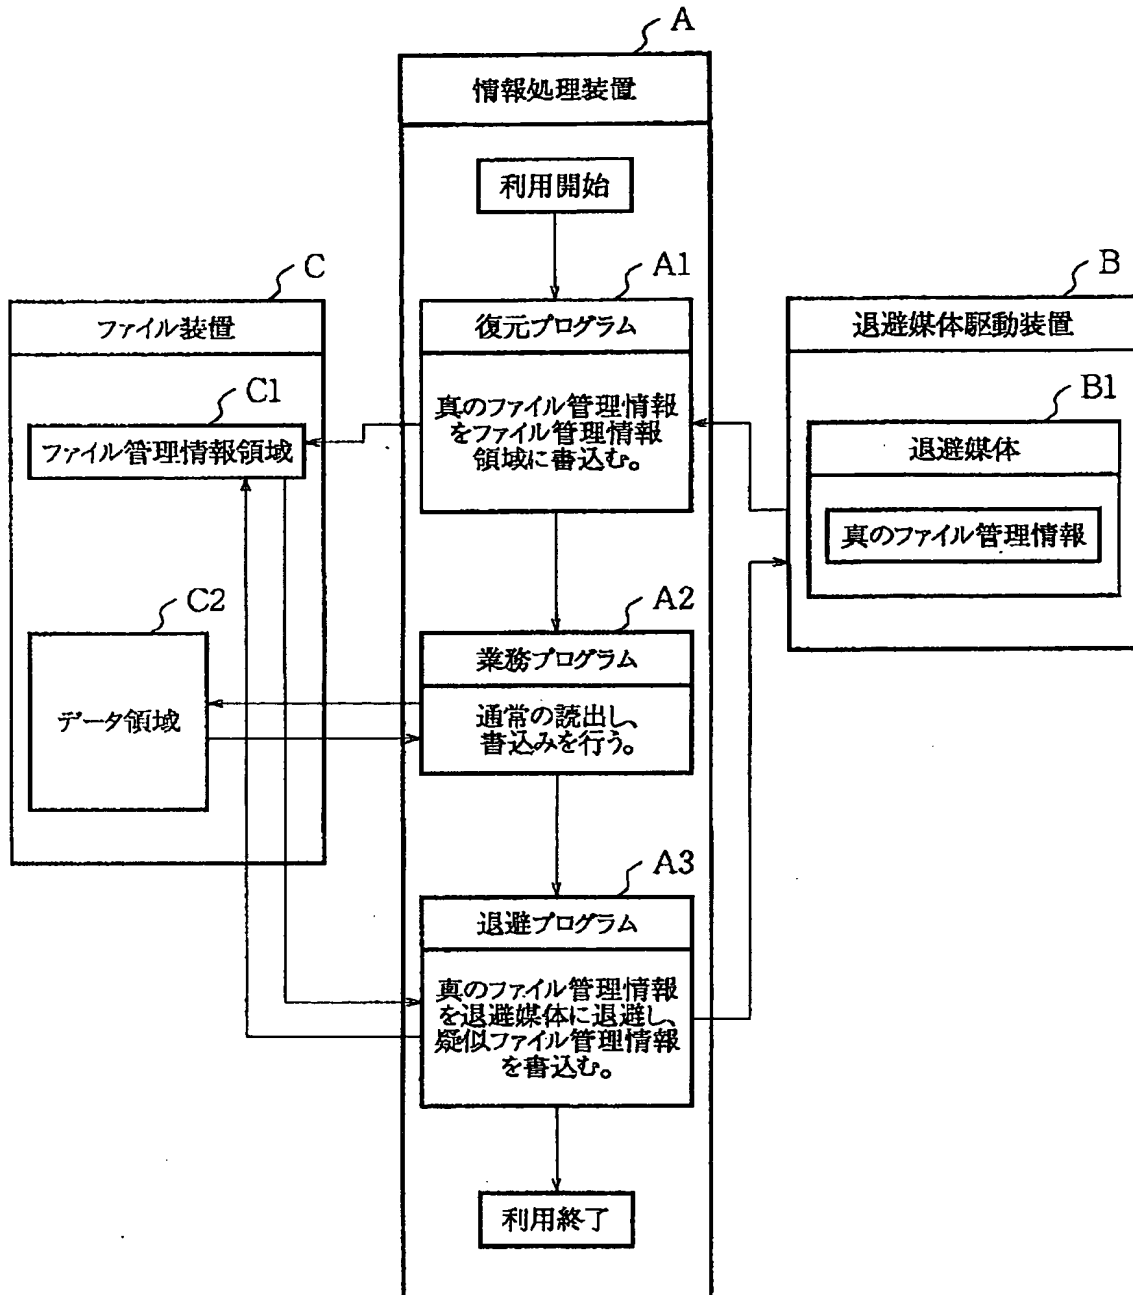 A
情報処理装置
利用開始
A1
復元プログラム
真のファイル管理情報
をファイル管理情報
領域に書込む。
A2
業務プログラム
通常の読出し、
書込みを行う。
A3
退避プログラム
真のファイル管理情報
を退避媒体に退避し、
疑似ファイル管理情報
を書込む。
利用終了
C
ファイル装置
C1
ファイル管理情報領域
C2
データ領域
B
退避媒体駆動装置
B1
退避媒体
真のファイル管理情報